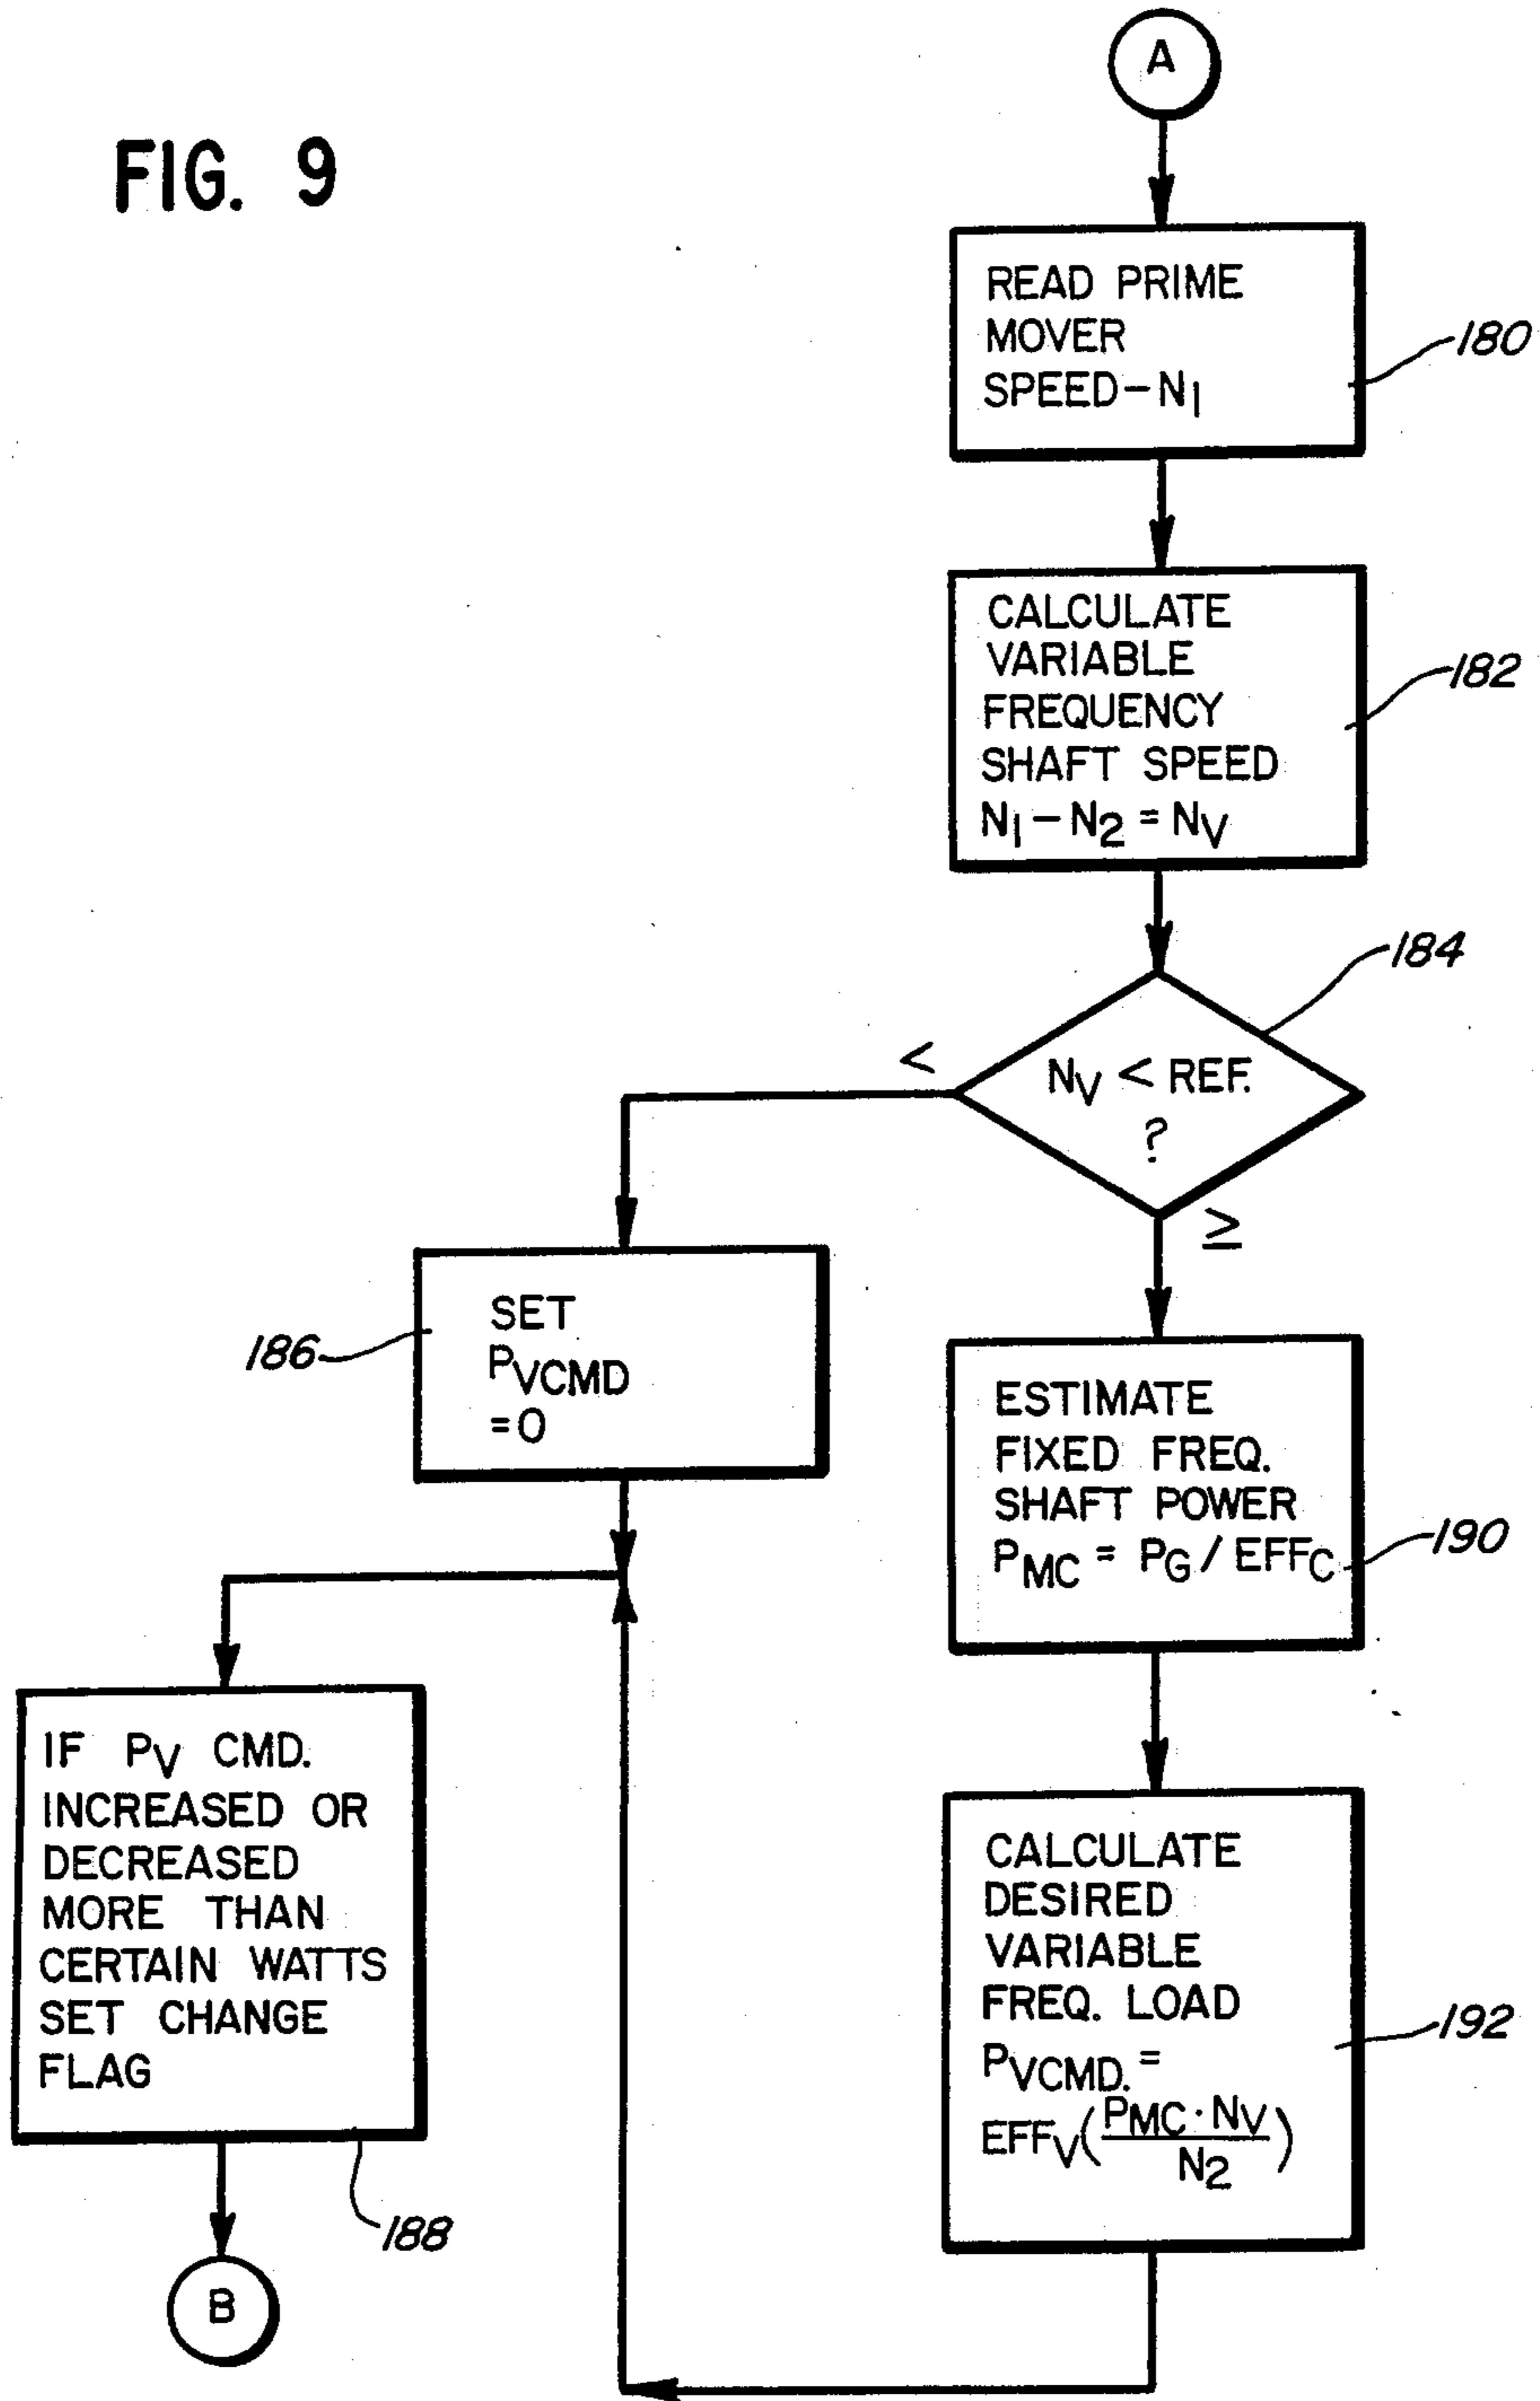 FIG. 9
A
READ PRIME
MOVER
SPEED-N1
180
CALCULATE
VARIABLE
FREQUENCY
SHAFT SPEED
N1 - N2 = NV
182
184
<
NV < REF.
?
≥
SET
PVCMD
=0
186
ESTIMATE
FIXED FREQ.
SHAFT POWER
PMC = PG / EFFC
190
IF PV CMD.
INCREASED OR
DECREASED
MORE THAN
CERTAIN WATTS
SET CHANGE
FLAG
188
CALCULATE
DESIRED
VARIABLE
FREQ. LOAD
PVCMD. =
EFFV(PMC · NV
N2)
192
B